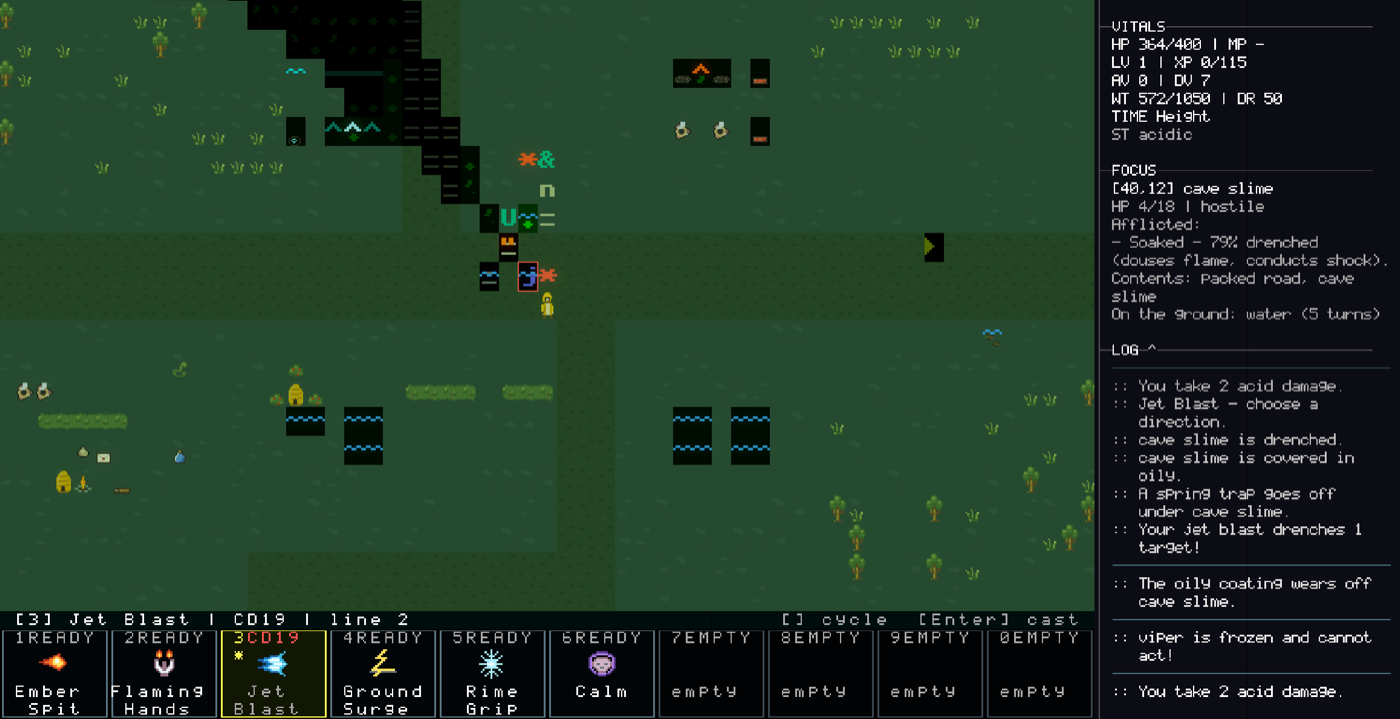 VITALS
HP 364/400 | MP -
LV 1 | XP 0/115
AV 0 | DV 7
WT 572/1050 | DR 50
TIME Height
ST acidic
FOCUS
[40,12] cave slime
HP 4/18 | hostile
Afflicted:
- Soaked - 79% drenched
(douses flame, conducts shock).
Contents: Packed road, cave
slime
On the ground: water (5 turns)
LOG ^
:: You take 2 acid damage.
:: Jet Blast - choose a
direction.
:: cave slime is drenched.
:: cave slime is covered in
oily.
:: A spring trap goes off
under cave slime.
:: Your jet blast drenches 1
target!
:: The oily coating wears off
cave slime.
:: viper is frozen and cannot
act!
:: You take 2 acid damage.
[3] Jet Blast | CD19 | line 2
[] cycle [Enter] cast
1READY 2READY 3CD19 4READY 5READY 6READY 7EMPTY 8EMPTY 9EMPTY 0EMPTY
Ember Flaming Jet Ground Rime Calm empty empty empty empty
Spit Hands Blast Surge Grip